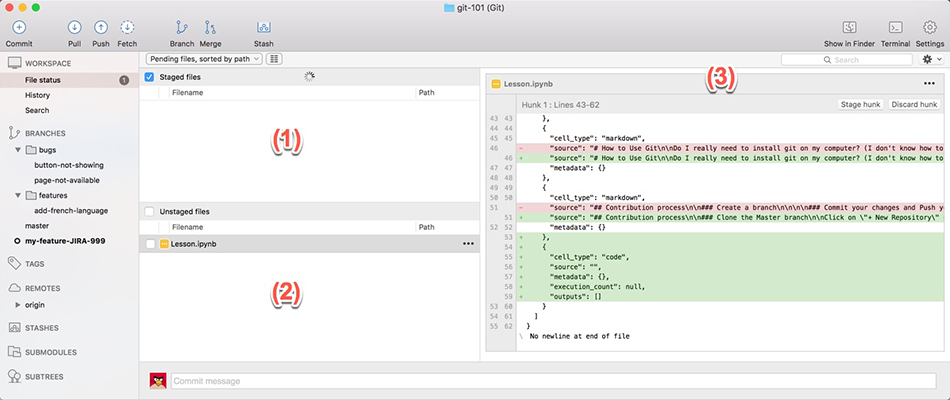 git-101 (Git)
Commit Pull Push Fetch Branch Merge Stash Show in Finder Terminal Settings
WORKSPACE
File status 1
History
Search
BRANCHES
bugs
button-not-showing
page-not-available
features
add-french-language
master
my-feature-JIRA-999
TAGS
REMOTES
origin
STASHES
SUBMODULES
SUBTREES
Pending files, sorted by path
Search
Staged files
Filename Path
(1)
Unstaged files
Filename Path
Lesson.ipynb •••
(2)
(3)
Lesson.ipynb •••
Hunk 1 : Lines 43-62 Stage hunk Discard hunk
43 43 },
44 44 {
45 45 "cell_type": "markdown",
46 - "source": "# How to Use Git\n\nDo I really need to install git on my computer? (I don't know how to
46 + "source": "# How to Use Git\n\nDo I really need to install git on my computer? (I don't know how to
47 47 "metadata": {}
48 48 },
49 49 {
50 50 "cell_type": "markdown",
51 - "source": "## Contribution process\n\n### Create a branch\n\n\n\n### Commit your changes and Push y
51 + "source": "## Contribution process\n\n### Clone the Master branch\n\nClick on \"+ New Repository\"
52 52 "metadata": {}
53 + },
54 + {
55 + "cell_type": "code",
56 + "source": "",
57 + "metadata": {},
58 + "execution_count": null,
59 + "outputs": []
53 60 }
54 61 ]
55 62 }
\ No newline at end of file
Commit message